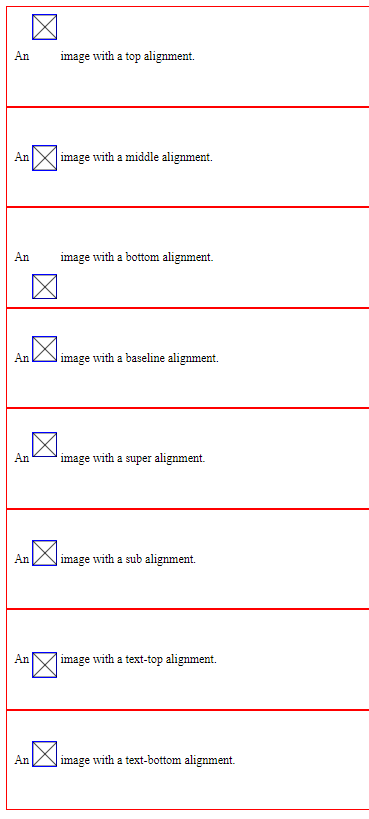 An image with a top alignment.
An image with a middle alignment.
An image with a bottom alignment.
An image with a baseline alignment.
An image with a super alignment.
An image with a sub alignment.
An image with a text-top alignment.
An image with a text-bottom alignment.